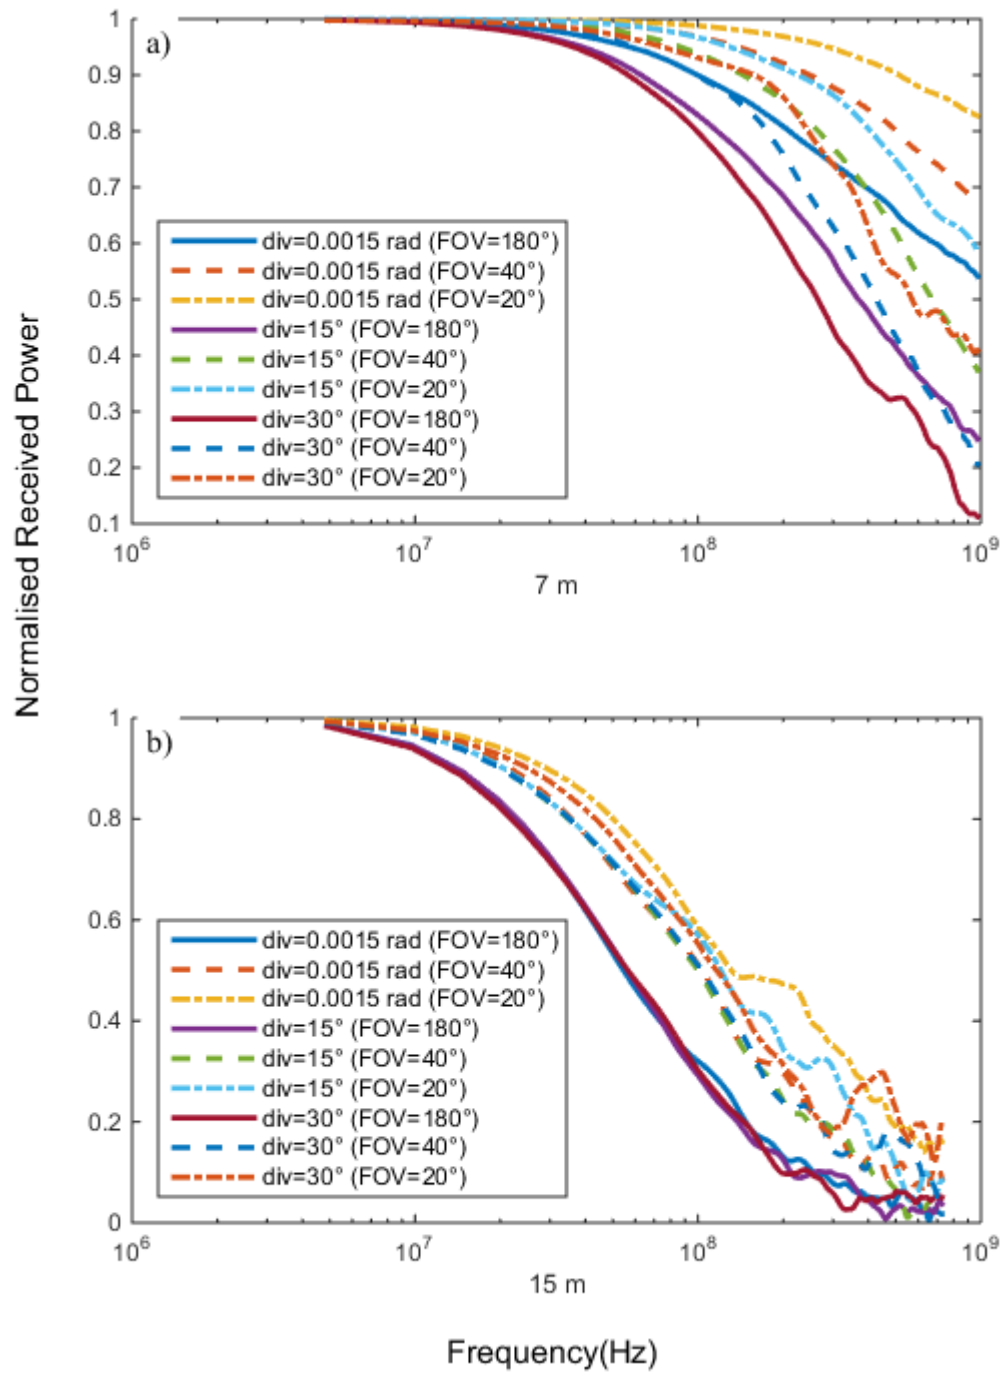 Normalised Received Power
a)
1
0.9
0.8
0.7
0.6
0.5
0.4
0.3
0.2
0.1
div=0.0015 rad (FOV=180°)
div=0.0015 rad (FOV=40°)
div=0.0015 rad (FOV=20°)
div=15° (FOV=180°)
div=15° (FOV=40°)
div=15° (FOV=20°)
div=30° (FOV=180°)
div=30° (FOV=40°)
div=30° (FOV=20°)
10⁶ 10⁷ 10⁸ 10⁹
7 m
b)
1
0.8
0.6
0.4
0.2
0
div=0.0015 rad (FOV=180°)
div=0.0015 rad (FOV=40°)
div=0.0015 rad (FOV=20°)
div=15° (FOV=180°)
div=15° (FOV=40°)
div=15° (FOV=20°)
div=30° (FOV=180°)
div=30° (FOV=40°)
div=30° (FOV=20°)
10⁶ 10⁷ 10⁸ 10⁹
15 m
Frequency(Hz)